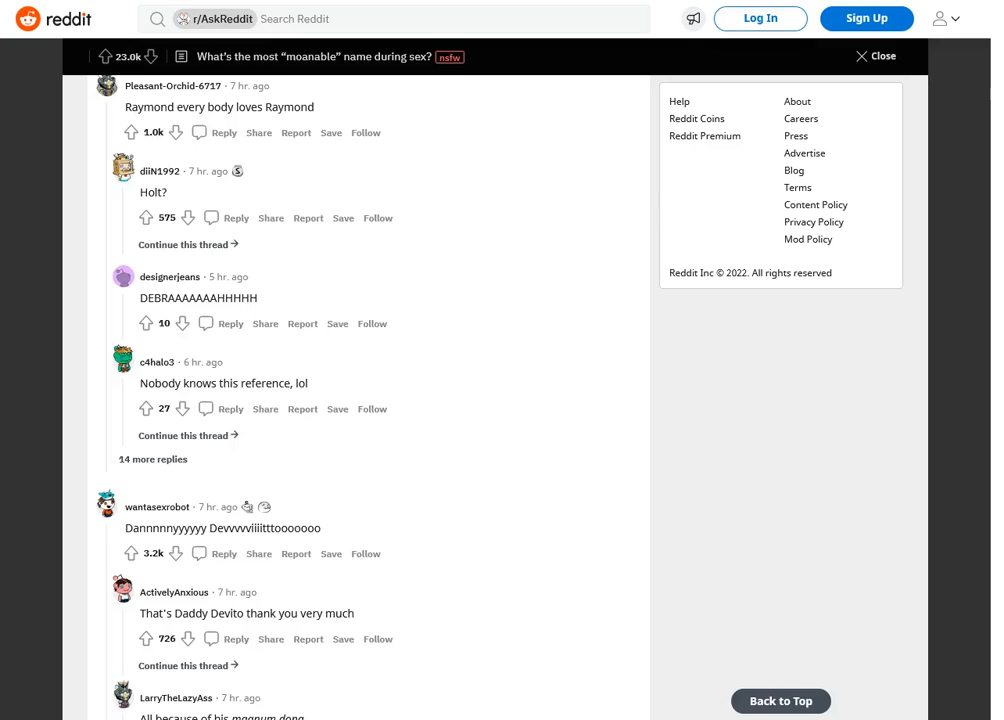 reddit
r/AskReddit Search Reddit
Log In
Sign Up
23.0k What's the most “moanable” name during sex? nsfw
Close
Pleasant-Orchid-6717 · 7 hr. ago
Raymond every body loves Raymond
1.0k Reply Share Report Save Follow
diiN1992 · 7 hr. ago
Holt?
575 Reply Share Report Save Follow
Continue this thread →
designerjeans · 5 hr. ago
DEBRAAAAAAAHHHHH
10 Reply Share Report Save Follow
c4halo3 · 6 hr. ago
Nobody knows this reference, lol
27 Reply Share Report Save Follow
Continue this thread →
14 more replies
wantasexrobot · 7 hr. ago
Dannnnnyyyyyy Devvvvviiiitttooooooo
3.2k Reply Share Report Save Follow
ActivelyAnxious · 7 hr. ago
That's Daddy Devito thank you very much
726 Reply Share Report Save Follow
Continue this thread →
LarryTheLazyAss · 7 hr. ago
All because of his magnum dong
Help
Reddit Coins
Reddit Premium
About
Careers
Press
Advertise
Blog
Terms
Content Policy
Privacy Policy
Mod Policy
Reddit Inc © 2022. All rights reserved
Back to Top